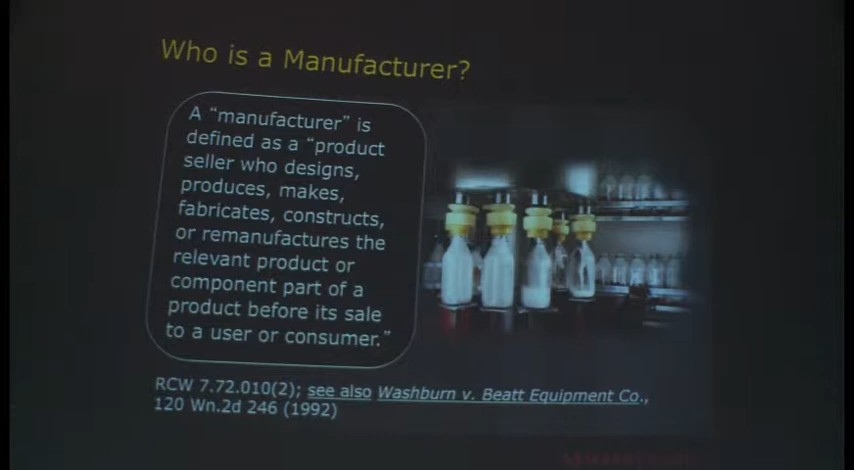 Who is a Manufacturer?
A “manufacturer” is
defined as a “product
seller who designs,
produces, makes,
fabricates, constructs,
or remanufactures the
relevant product or
component part of a
product before its sale
to a user or consumer.”
RCW 7.72.010(2); see also Washburn v. Beatt Equipment Co.,
120 Wn.2d 246 (1992)